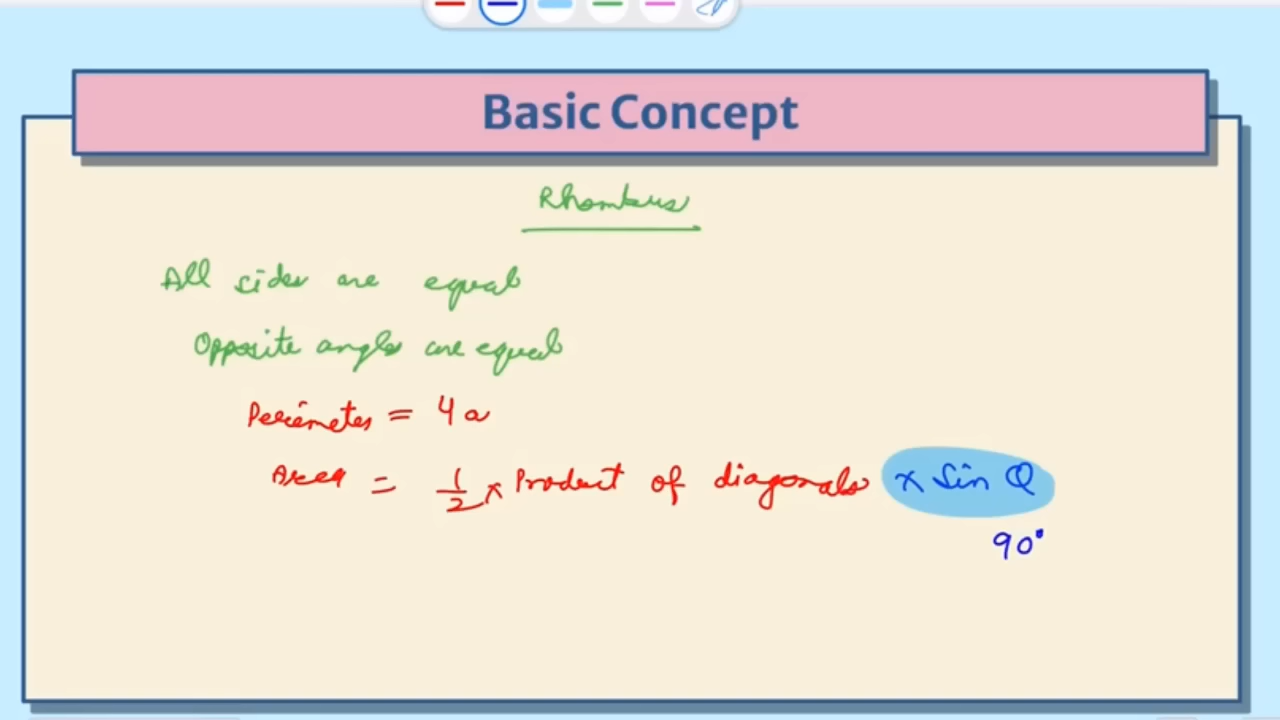 Basic Concept
Rhombus
All sides are equal
Opposite angles are equal
Perimeter = 4a
Area = 1/2 × Product of diagonals × Sin Q
90°